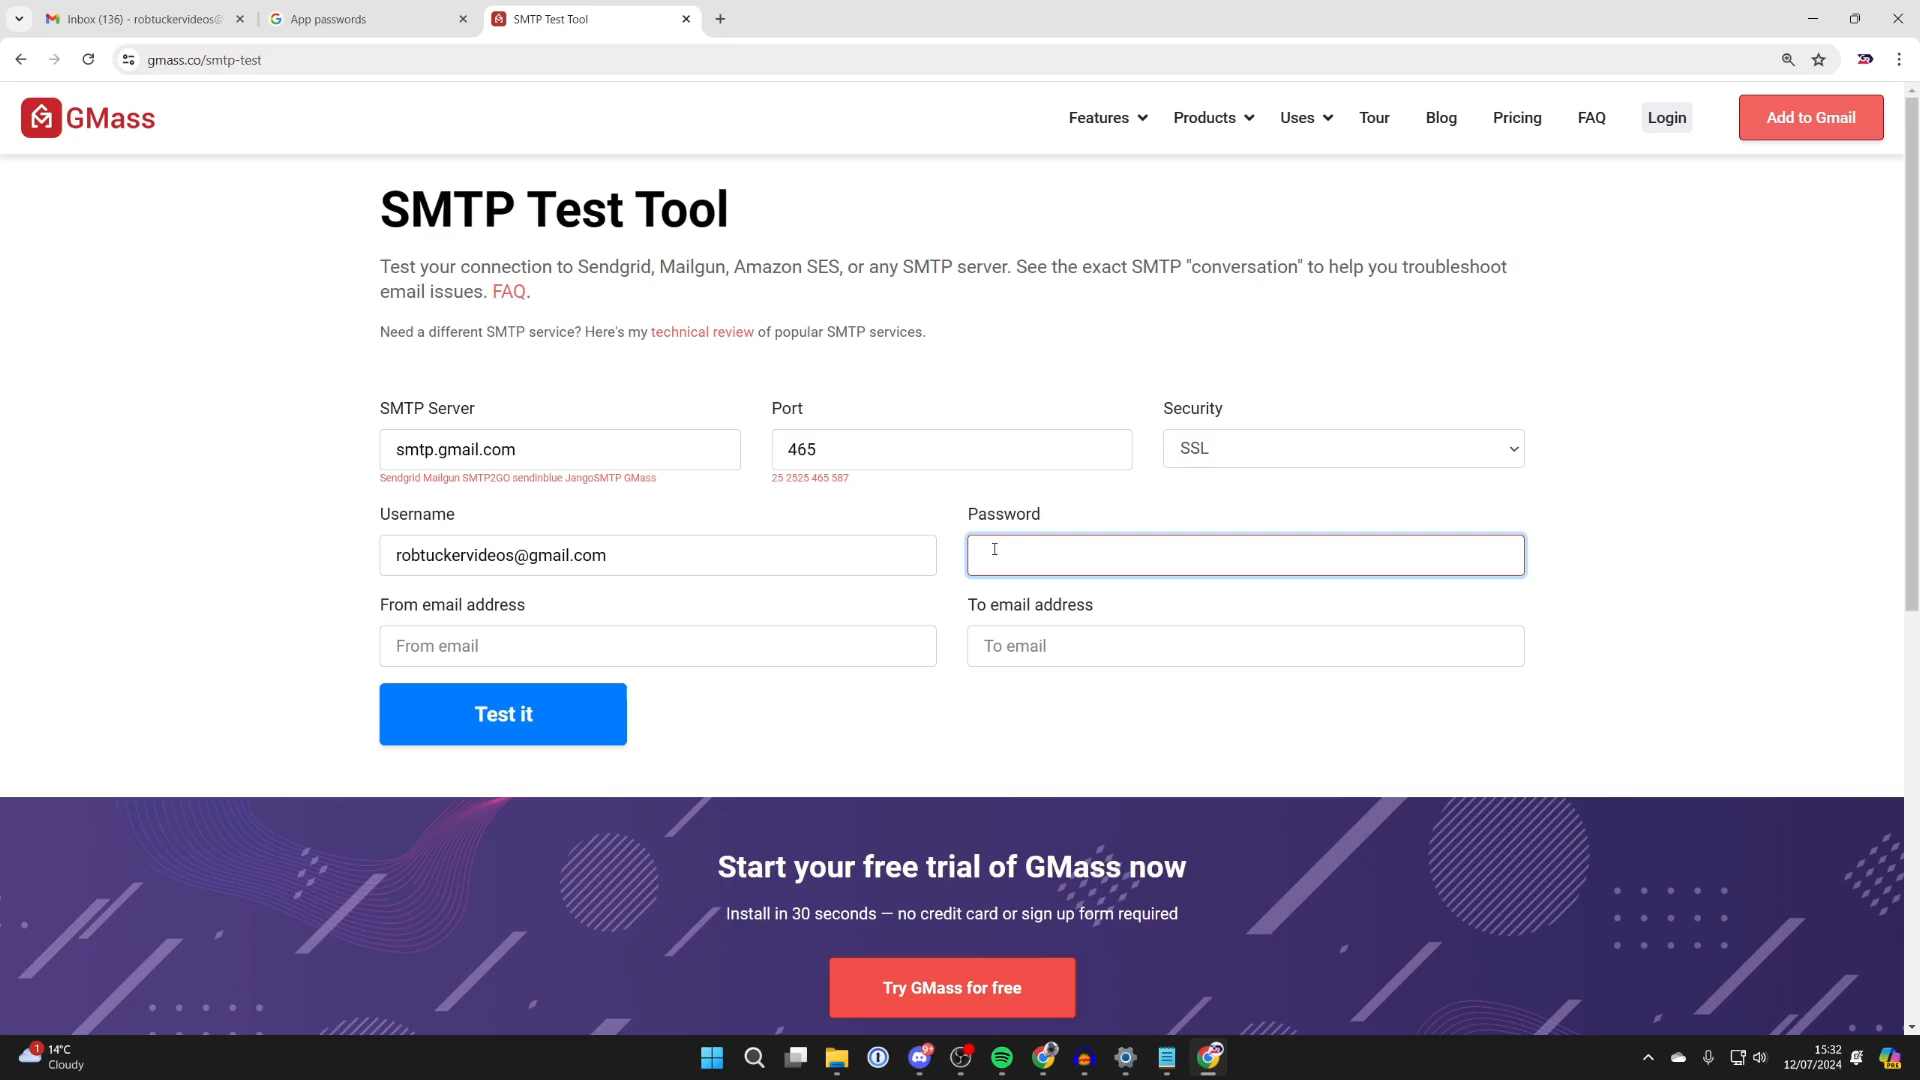 Inbox (136) - robtuckervideos@
App passwords
SMTP Test Tool
gmass.co/smtp-test
GMass
Features
Products
Uses
Tour
Blog
Pricing
FAQ
Login
Add to Gmail
SMTP Test Tool
Test your connection to Sendgrid, Mailgun, Amazon SES, or any SMTP server. See the exact SMTP "conversation" to help you troubleshoot
email issues. FAQ.
Need a different SMTP service? Here's my technical review of popular SMTP services.
SMTP Server
Port
Security
smtp.gmail.com
465
SSL
Sendgrid Mailgun SMTP2GO sendinblue JangoSMTP GMass
25 2525 465 587
Username
Password
robtuckervideos@gmail.com
From email address
To email address
From email
To email
Test it
Start your free trial of GMass now
Install in 30 seconds — no credit card or sign up form required
Try GMass for free
1
14°C
Cloudy
9+
15:32
12/07/2024
PRE